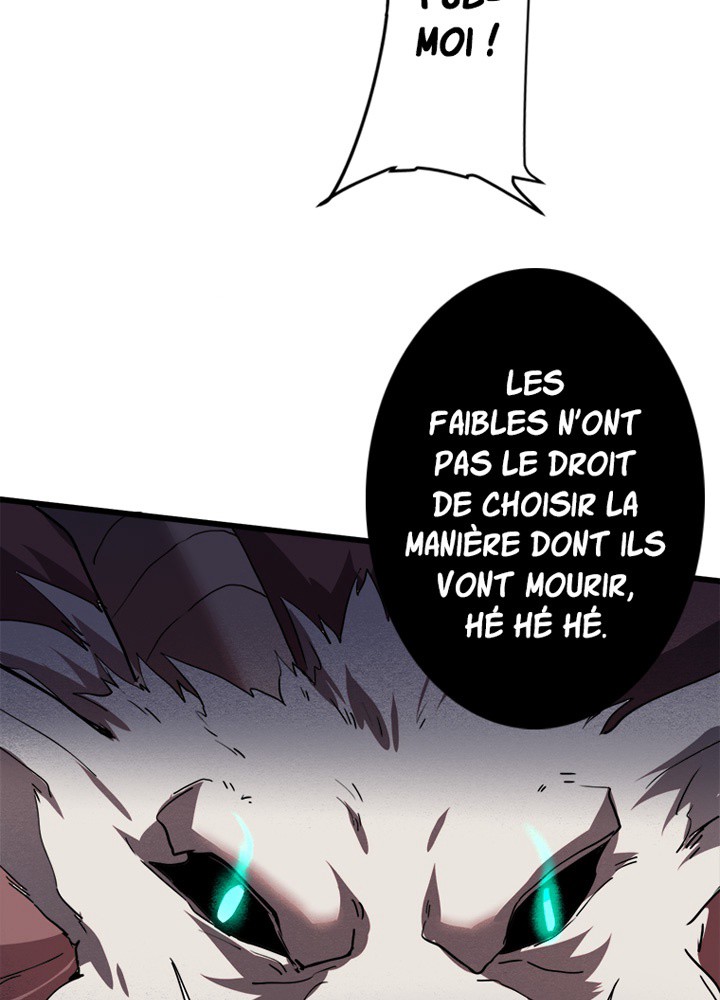 MOI !
LES
FAIBLES N'ONT
PAS LE DROIT
DE CHOISIR LA
MANIÈRE DONT ILS
VONT MOURIR,
HÉ HÉ HÉ.